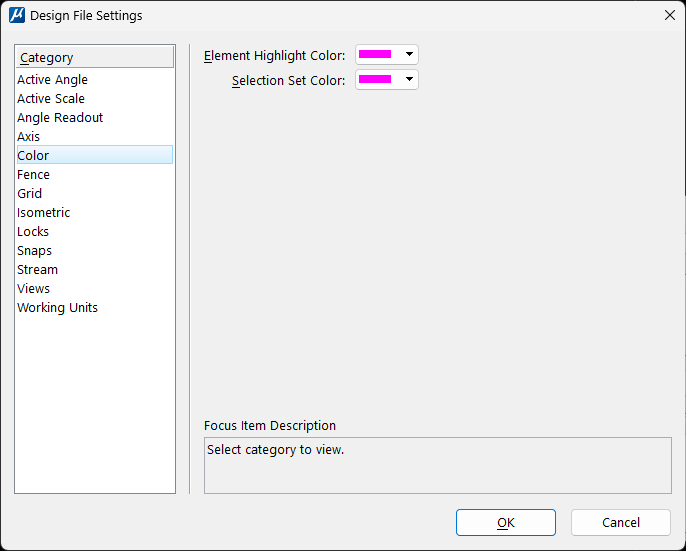 Design File Settings
Category
Active Angle
Active Scale
Angle Readout
Axis
Color
Fence
Grid
Isometric
Locks
Snaps
Stream
Views
Working Units
Element Highlight Color:
Selection Set Color:
Focus Item Description
Select category to view.
OK
Cancel